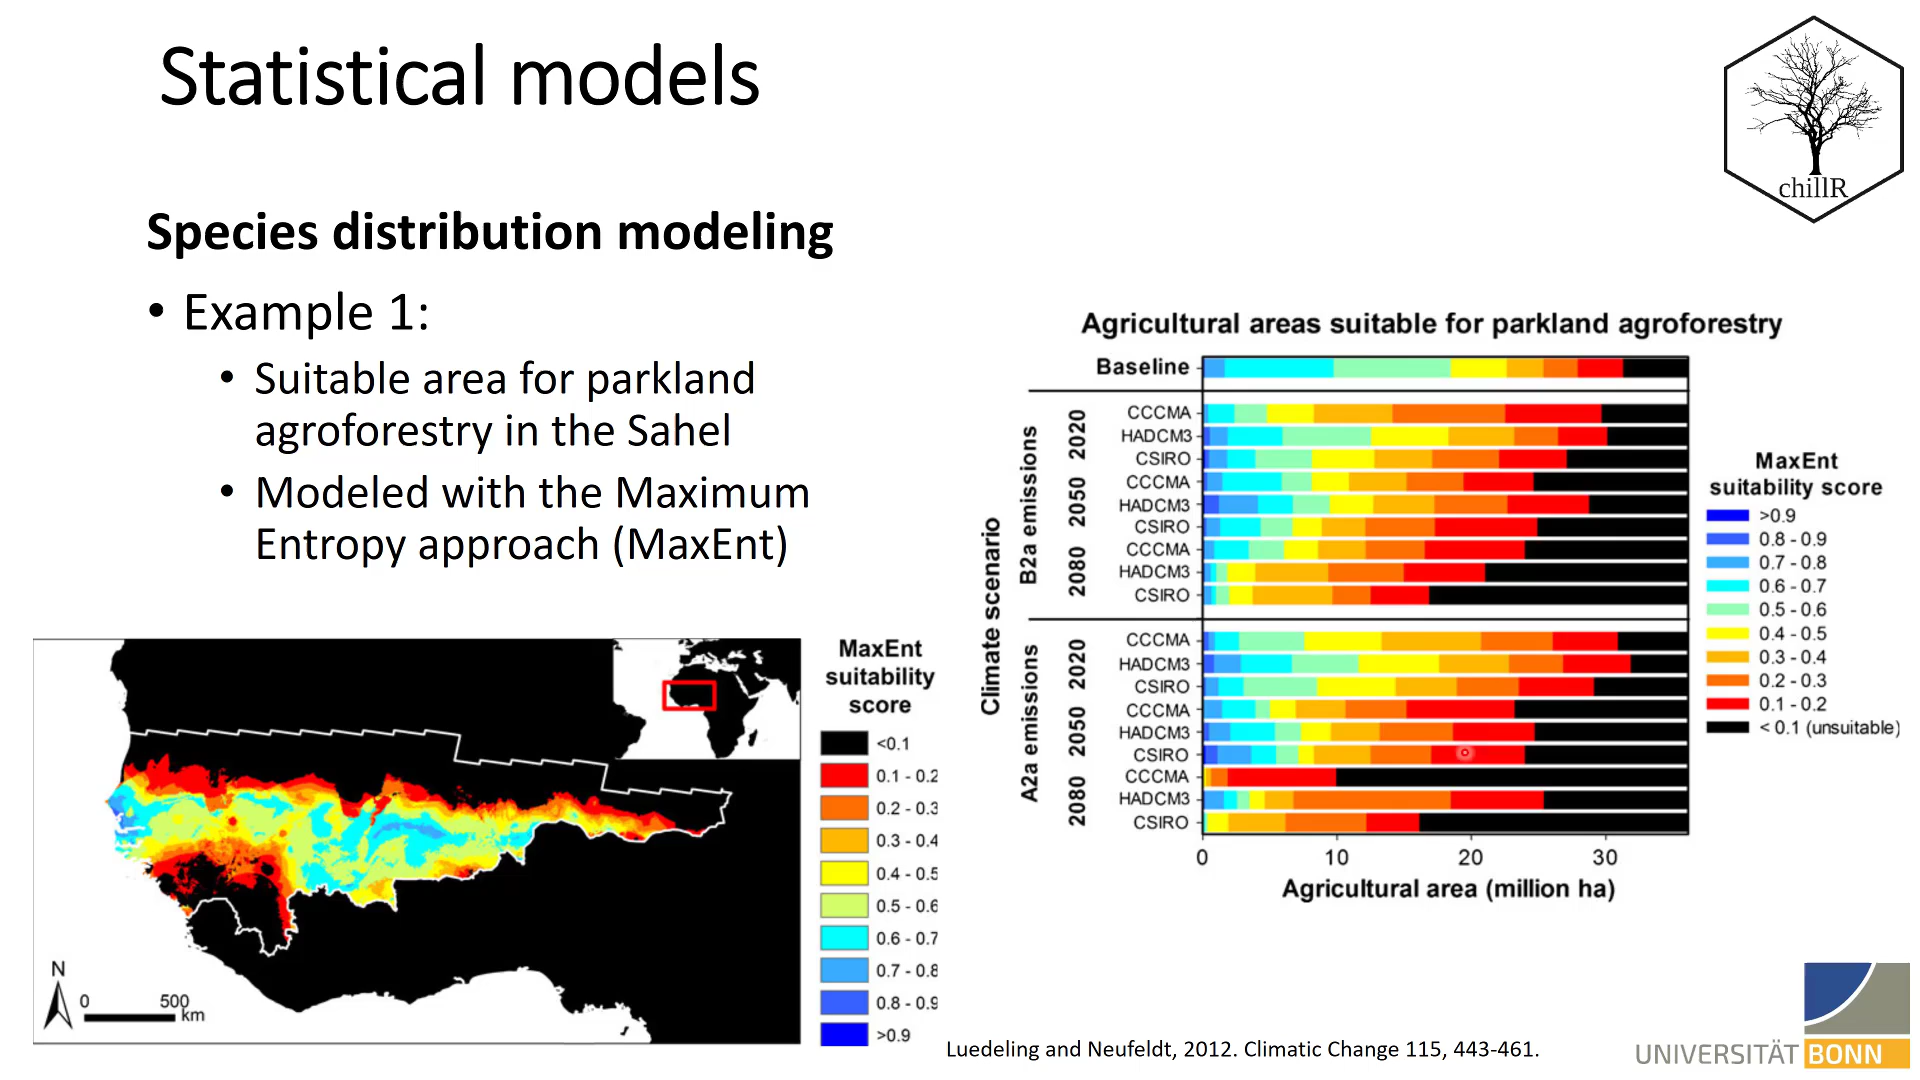 Statistical models
chillR
Species distribution modeling
• Example 1:
• Suitable area for parkland
agroforestry in the Sahel
• Modeled with the Maximum
Entropy approach (MaxEnt)
MaxEnt
suitability
score
<0.1
0.1 - 0.2
0.2 - 0.3
0.3 - 0.4
0.4 - 0.5
0.5 - 0.6
0.6 - 0.7
0.7 - 0.8
0.8 - 0.9
>0.9
N
0 500
km
Agricultural areas suitable for parkland agroforestry
Baseline
Climate scenario
B2a emissions
2020
CCCMA
HADCM3
CSIRO
2050
CCCMA
HADCM3
CSIRO
2080
CCCMA
HADCM3
CSIRO
A2a emissions
2020
CCCMA
HADCM3
CSIRO
2050
CCCMA
HADCM3
CSIRO
2080
CCCMA
HADCM3
CSIRO
0 10 20 30
Agricultural area (million ha)
MaxEnt
suitability score
>0.9
0.8 - 0.9
0.7 - 0.8
0.6 - 0.7
0.5 - 0.6
0.4 - 0.5
0.3 - 0.4
0.2 - 0.3
0.1 - 0.2
< 0.1 (unsuitable)
Luedeling and Neufeldt, 2012. Climatic Change 115, 443-461.
UNIVERSITÄT BONN